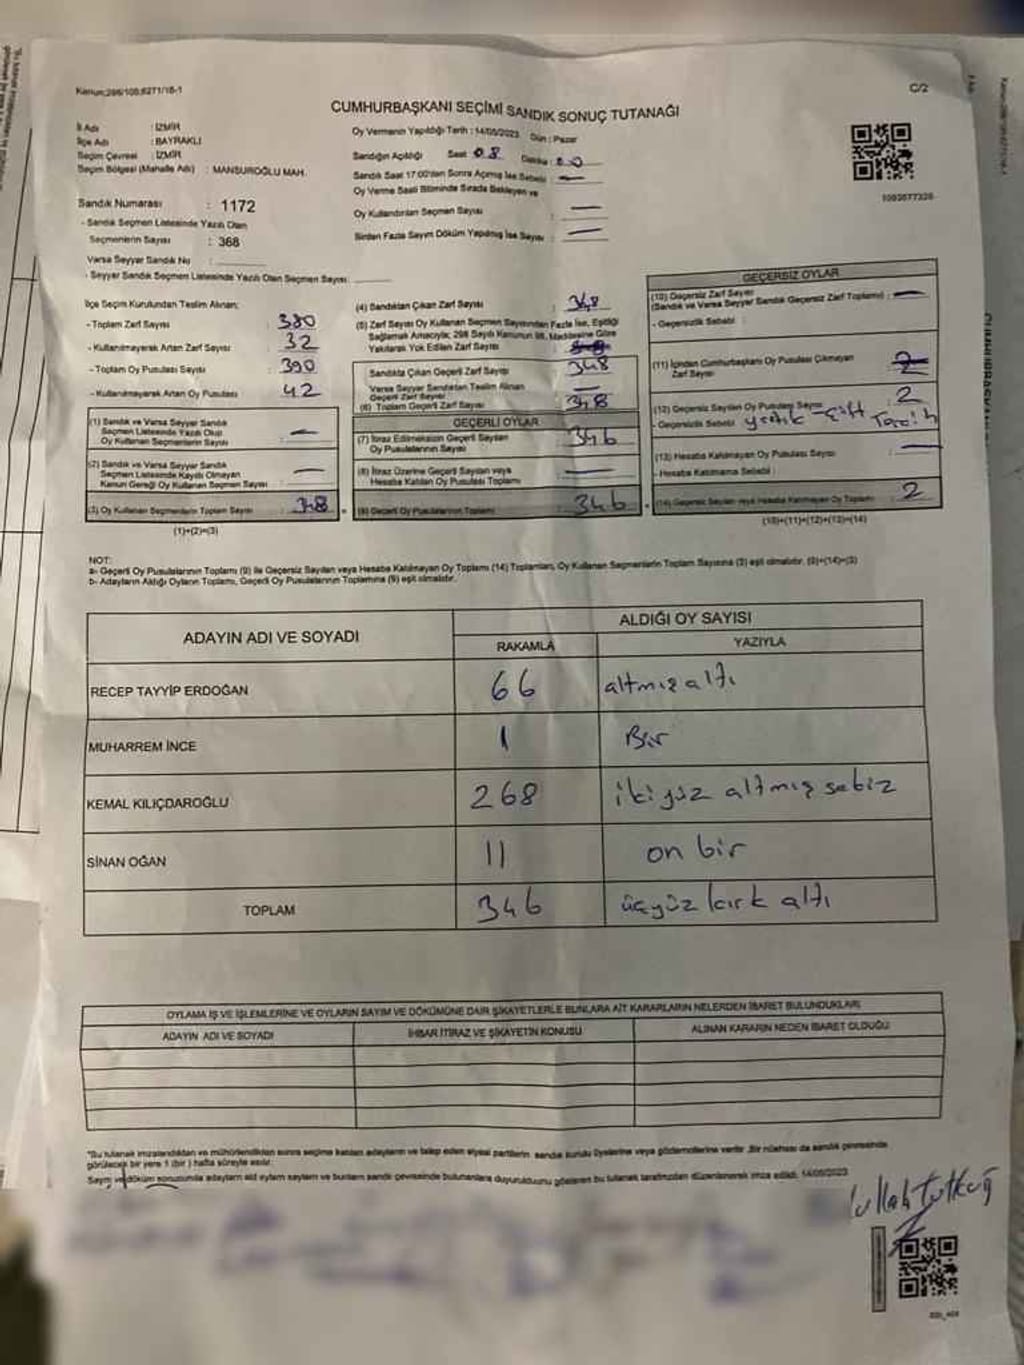 Kanun:298/108;6271/18-1
C/2
CUMHURBAŞKANI SEÇİMİ SANDIK SONUÇ TUTANAĞI
İl Adı : İZMİR
İlçe Adı : BAYRAKLI
Seçim Çevresi : İZMİR
Seçim Bölgesi (Mahalle Adı) : MANSUROĞLU MAH.
Sandık Numarası : 1172
- Sandık Seçmen Listesinde Yazılı Olan
Seçmenlerin Sayısı : 368
Varsa Seyyar Sandık No :
- Seyyar Sandık Seçmen Listesinde Yazılı Olan Seçmen Sayısı
Oy Vermenin Yapıldığı Tarih : 14/05/2023 Gün : Pazar
Sandığın Açıldığı Saat 08 Dakika : 00
Sandık Saat 17:00'dan Sonra Açılmış İse Sebebi : —
Oy Verme Saati Bitiminde Sırada Bekleyen ve
Oy Kullandırılan Seçmen Sayısı : —
Birden Fazla Sayım Döküm Yapılmış İse Sayısı : —
İlçe Seçim Kurulundan Teslim Alınan:
- Toplam Zarf Sayısı : 380
- Kullanılmayarak Artan Zarf Sayısı : 32
- Toplam Oy Pusulası Sayısı : 390
- Kullanılmayarak Artan Oy Pusulası : 42
(1) Sandık ve Varsa Seyyar Sandık
Seçmen Listesinde Yazılı Olup
Oy Kullanan Seçmenlerin Sayısı : —
(2) Sandık ve Varsa Seyyar Sandık
Seçmen Listesinde Kayıtlı Olmayan
Kanun Gereği Oy Kullanan Seçmen Sayısı : —
(3) Oy Kullanan Seçmenlerin Toplam Sayısı : 348
(1)+(2)=(3)
(4) Sandıktan Çıkan Zarf Sayısı : 348
(5) Zarf Sayısı Oy Kullanan Seçmen Sayısından Fazla İse, Eşitliği
Sağlamak Amacıyla; 298 Sayılı Kanunun 98. Maddesine Göre
Yakılarak Yok Edilen Zarf Sayısı
Sandıkta Çıkan Geçerli Zarf Sayısı : 348
Varsa Seyyar Sandıktan Teslim Alınan
Geçerli Zarf Sayısı : —
(6) Toplam Geçerli Zarf Sayısı : 348
GEÇERLİ OYLAR
(7) İtiraz Edilmeksizin Geçerli Sayılan
Oy Pusulalarının Sayısı : 346
(8) İtiraz Üzerine Geçerli Sayılan veya
Hesaba Katılan Oy Pusulası Toplamı : —
(9) Geçerli Oy Pusulalarının Toplamı : 346
GEÇERSİZ OYLAR
(10) Geçersiz Zarf Sayısı
(Sandık ve Varsa Seyyar Sandık Geçersiz Zarf Toplamı) : —
- Geçersizlik Sebebi :
(11) İçinden Cumhurbaşkanı Oy Pusulası Çıkmayan
Zarf Sayısı
(12) Geçersiz Sayılan Oy Pusulası Sayısı : 2
- Geçersizlik Sebebi
(13) Hesaba Katılmayan Oy Pusulası Sayısı : —
- Hesaba Katılmama Sebebi :
(14) Geçersiz Sayılan veya Hesaba Katılmayan Oy Toplamı : 2
(10)+(11)+(12)+(13)=(14)
NOT:
a- Geçerli Oy Pusulalarının Toplamı (9) ile Geçersiz Sayılan veya Hesaba Katılmayan Oy Toplamı (14) Toplamları, Oy Kullanan Seçmenlerin Toplam Sayısına (3) eşit olmalıdır. (9)+(14)=(3)
b- Adayların Aldığı Oyların Toplamı, Geçerli Oy Pusulalarının Toplamına (9) eşit olmalıdır.
ADAYIN ADI VE SOYADI ALDIĞI OY SAYISI
RAKAMLA YAZIYLA
RECEP TAYYİP ERDOĞAN 66 altmış altı
MUHARREM İNCE 1 Bir
KEMAL KILIÇDAROĞLU 268 iki yüz altmış sekiz
SİNAN OĞAN 11 on bir
TOPLAM 346 üçyüz kırk altı
OYLAMA İŞ VE İŞLEMLERİNE VE OYLARIN SAYIM VE DÖKÜMÜNE DAİR ŞİKAYETLERLE BUNLARA AİT KARARLARIN NELERDEN İBARET BULUNDUKLARI
ADAYIN ADI VE SOYADI İHBAR İTİRAZ VE ŞİKAYETİN KONUSU ALINAN KARARIN NEDEN İBARET OLDUĞU
*Bu tutanak imzalandıktan ve mühürlendikten sonra seçime katılan adayların ve talep eden siyasi partilerin sandık kurulu üyelerine veya gözlemcilerine verilir. Bir nüshası da sandık çevresinde
görülecek bir yere 1 (bir) hafta süreyle asılır.
Sayım ve döküm sonucunda adayların ad oylarını sayıları ve bunların sandık çevresinde bulunanlara duyurulduğunu gösteren bu tutanak tarafımızdan düzenlenerek imza edildi. 14/05/2023